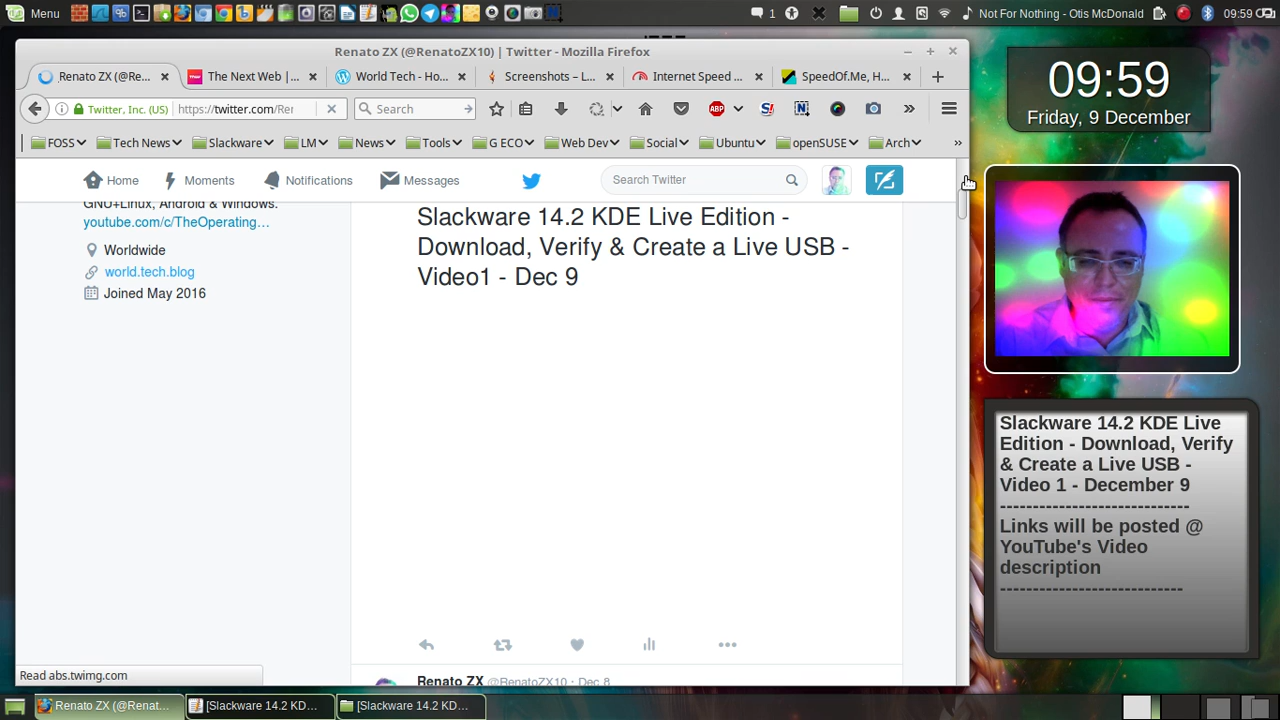 Menu
1
Not For Nothing - Otis McDonald
09:59
Renato ZX (@RenatoZX10) | Twitter - Mozilla Firefox
Renato ZX (@Re...
The Next Web |...
World Tech - Ho...
Screenshots – L...
Internet Speed ...
SpeedOf.Me, H...
Twitter, Inc. (US)
https://twitter.com/Rer
Search
ABP
FOSS
Tech News
Slackware
LM
News
Tools
G ECO
Web Dev
Social
Ubuntu
openSUSE
Arch
Home
Moments
Notifications
Messages
Search Twitter
GNU+Linux, Android & Windows.
youtube.com/c/TheOperating...
Worldwide
world.tech.blog
Joined May 2016
Slackware 14.2 KDE Live Edition -
Download, Verify & Create a Live USB -
Video1 - Dec 9
Renato ZX @RenatoZX10 · Dec 8
Read abs.twimg.com
09:59
Friday, 9 December
Slackware 14.2 KDE Live
Edition - Download, Verify
& Create a Live USB -
Video 1 - December 9
-----------------------------
Links will be posted @
YouTube's Video
description
----------------------------
Renato ZX (@Renat...
[Slackware 14.2 KD...
[Slackware 14.2 KD...